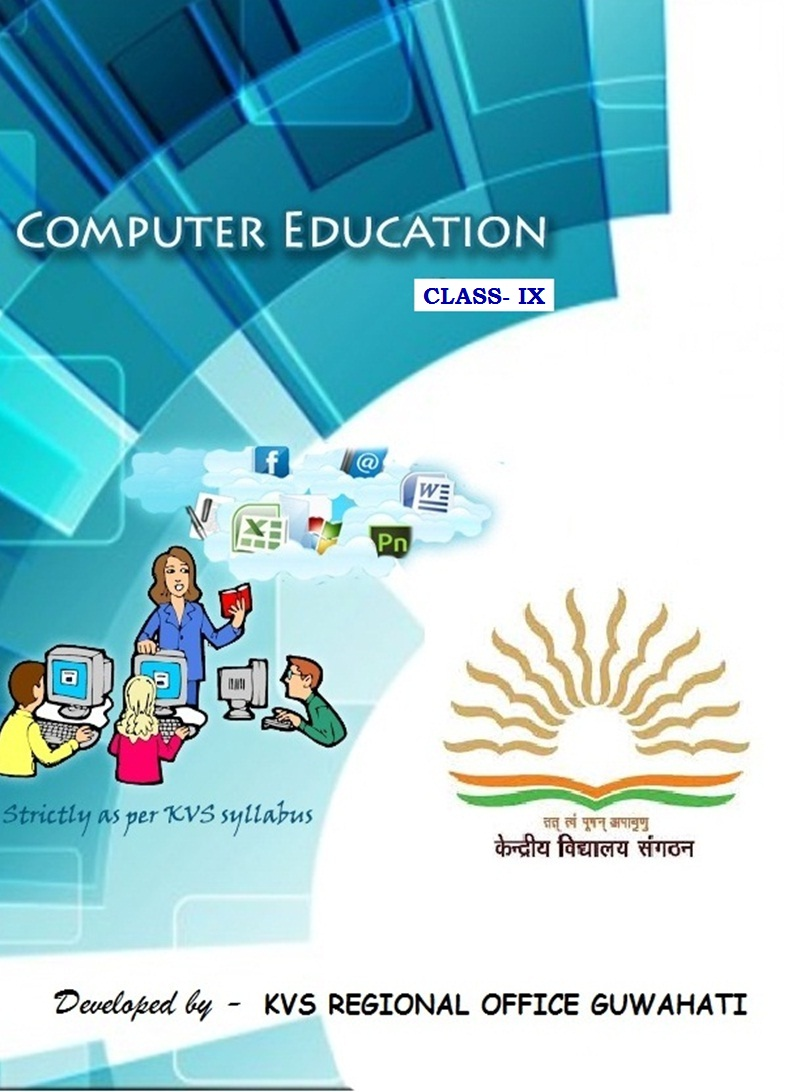 COMPUTER EDUCATION
CLASS- IX
f
@
W
X
Pn
Strictly as per KVS syllabus
तत् त्वं पूषन् अपावृणु
केन्द्रीय विद्यालय संगठन
Developed by - KVS REGIONAL OFFICE GUWAHATI